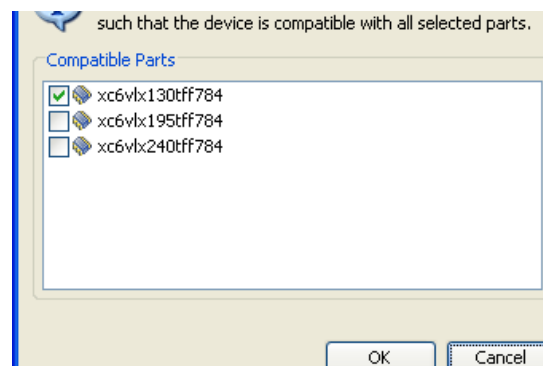 such that the device is compatible with all selected parts.
Compatible Parts
xc6vlx130tff784
xc6vlx195tff784
xc6vlx240tff784
OK
Cancel